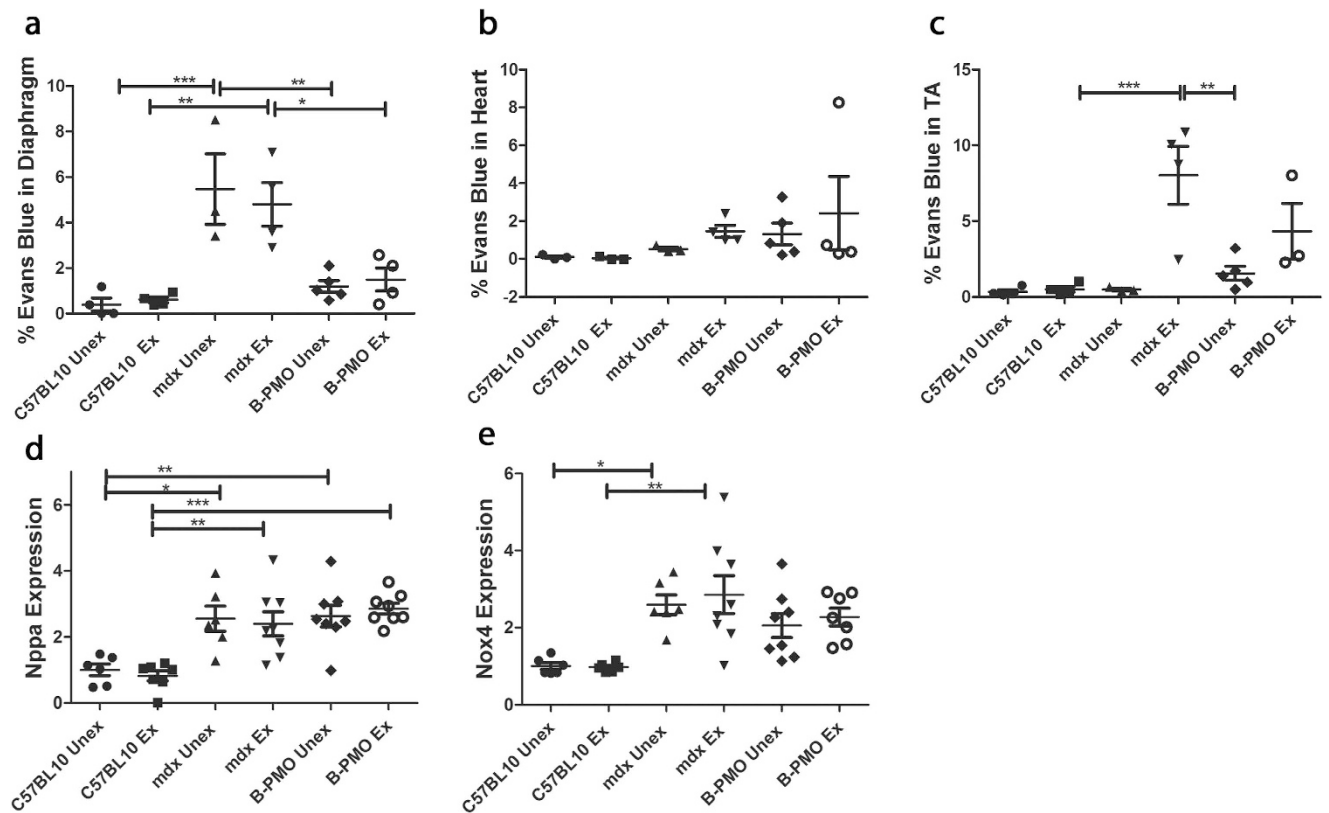 a
% Evans Blue in Diaphragm
10
8
6
4
2
0
***
**
**
*
C57BL10 Unex
C57BL10 Ex
mdx Unex
mdx Ex
B-PMO Unex
B-PMO Ex
b
% Evans Blue in Heart
10
8
6
4
2
0
-2
C57BL10 Unex
C57BL10 Ex
mdx Unex
mdx Ex
B-PMO Unex
B-PMO Ex
c
% Evans Blue in TA
15
10
5
0
***
**
C57BL10 Unex
C57BL10 Ex
mdx Unex
mdx Ex
B-PMO Unex
B-PMO Ex
d
Nppa Expression
6
4
2
0
**
*
***
**
C57BL10 Unex
C57BL10 Ex
mdx Unex
mdx Ex
B-PMO Unex
B-PMO Ex
e
Nox4 Expression
6
4
2
0
*
**
C57BL10 Unex
C57BL10 Ex
mdx Unex
mdx Ex
B-PMO Unex
B-PMO Ex